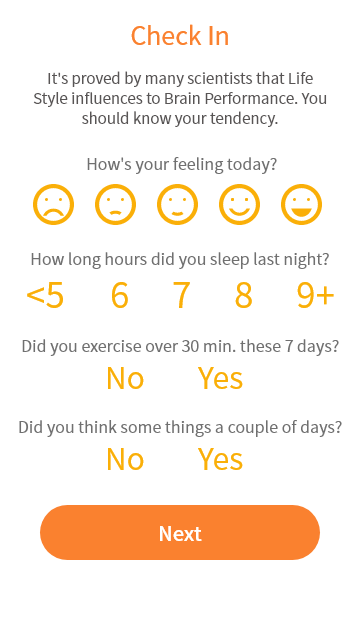 Check In
It's proved by many scientists that Life
Style influences to Brain Performance. You
should know your tendency.
How's your feeling today?
How long hours did you sleep last night?
<5 6 7 8 9+
Did you exercise over 30 min. these 7 days?
No Yes
Did you think some things a couple of days?
No Yes
Next